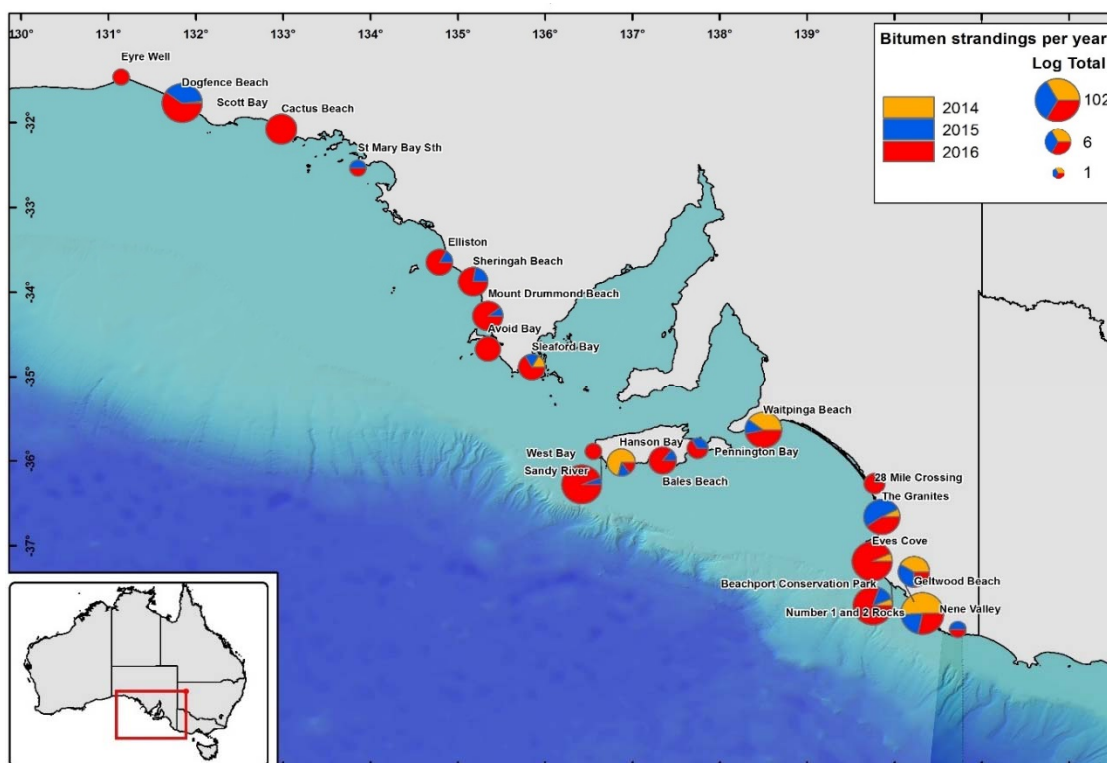 130°
131°
132°
133°
134°
135°
136°
137°
138°
139°
Bitumen strandings per year
Log Total
2014
2015
2016
102
6
1
-32°
-33°
-34°
-35°
-36°
-37°
Eyre Well
Dogfence Beach
Scott Bay
Cactus Beach
St Mary Bay Sth
Elliston
Sheringah Beach
Mount Drummond Beach
Avoid Bay
Sleaford Bay
Waitpinga Beach
Hanson Bay
West Bay
Pennington Bay
Sandy River
Bales Beach
28 Mile Crossing
The Granites
Eves Cove
Beachport Conservation Park
Geltwood Beach
Number 1 and 2 Rocks
Nene Valley